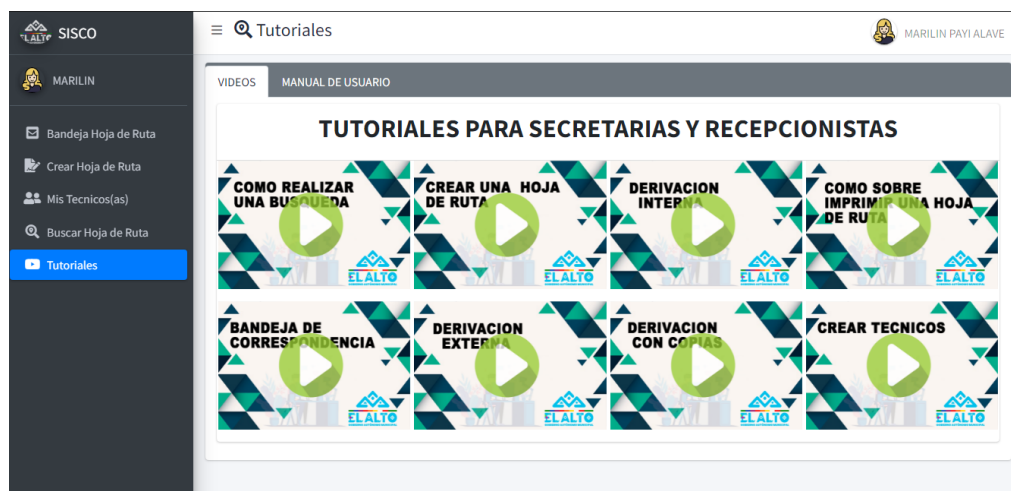 EL ALTO
SISCO
Tutoriales
MARILIN PAYI ALAVE
MARILIN
Bandeja Hoja de Ruta
Crear Hoja de Ruta
Mis Tecnicos(as)
Buscar Hoja de Ruta
Tutoriales
VIDEOS
MANUAL DE USUARIO
TUTORIALES PARA SECRETARIAS Y RECEPCIONISTAS
COMO REALIZAR
UNA BUSQUEDA
EL ALTO
CREAR UNA HOJA
DE RUTA
EL ALTO
DERIVACION
INTERNA
EL ALTO
COMO SOBRE
IMPRIMIR UNA HOJA
DE RUTA
EL ALTO
BANDEJA DE
CORRESPONDENCIA
EL ALTO
DERIVACION
EXTERNA
EL ALTO
DERIVACION
CON COPIAS
EL ALTO
CREAR TECNICOS
EL ALTO